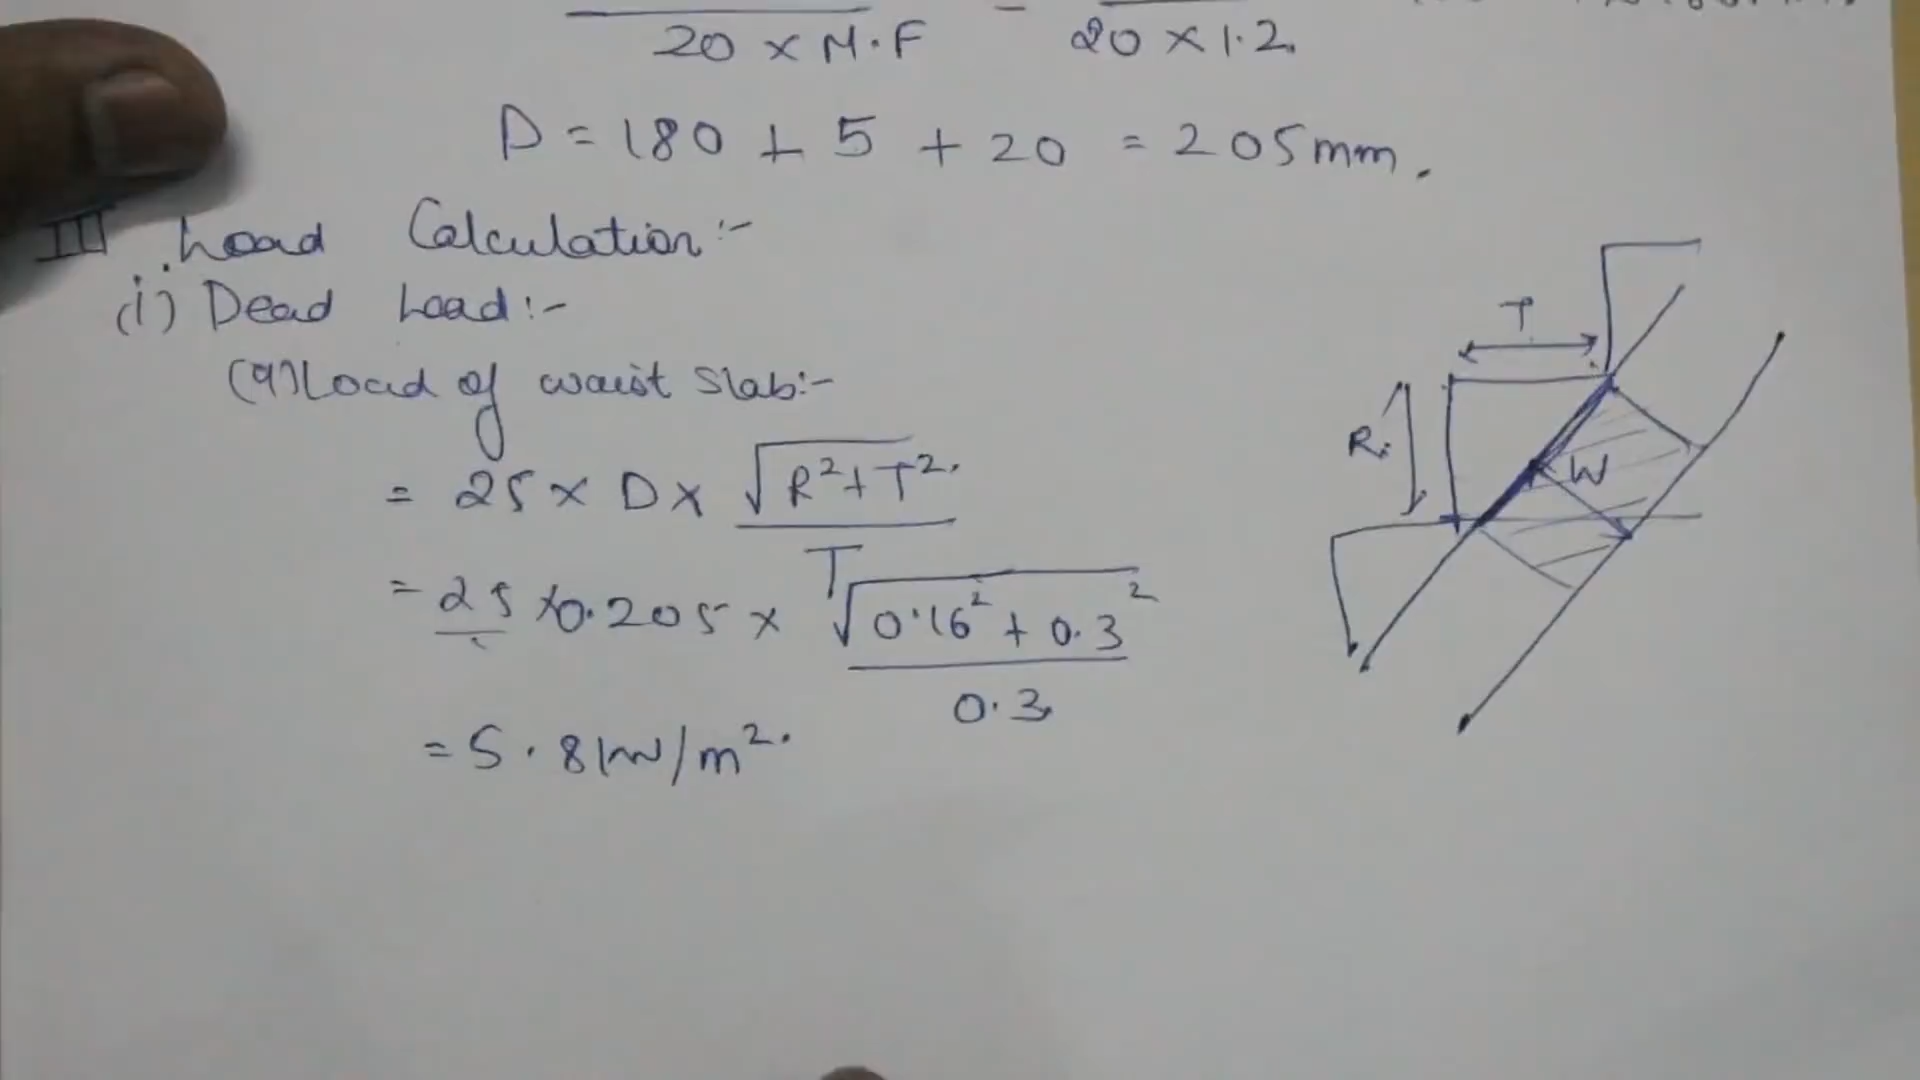 20 × M.F = 20 × 1.2
D = 180 + 5 + 20 = 205mm.
III Load Calculation:-
(i) Dead Load:-
(a) Load of waist slab:-
= 25 × D × √R²+T²
T
= 25 × 0.205 × √0.16² + 0.3²
0.3
= 5.8 kN/m².
T
R
W